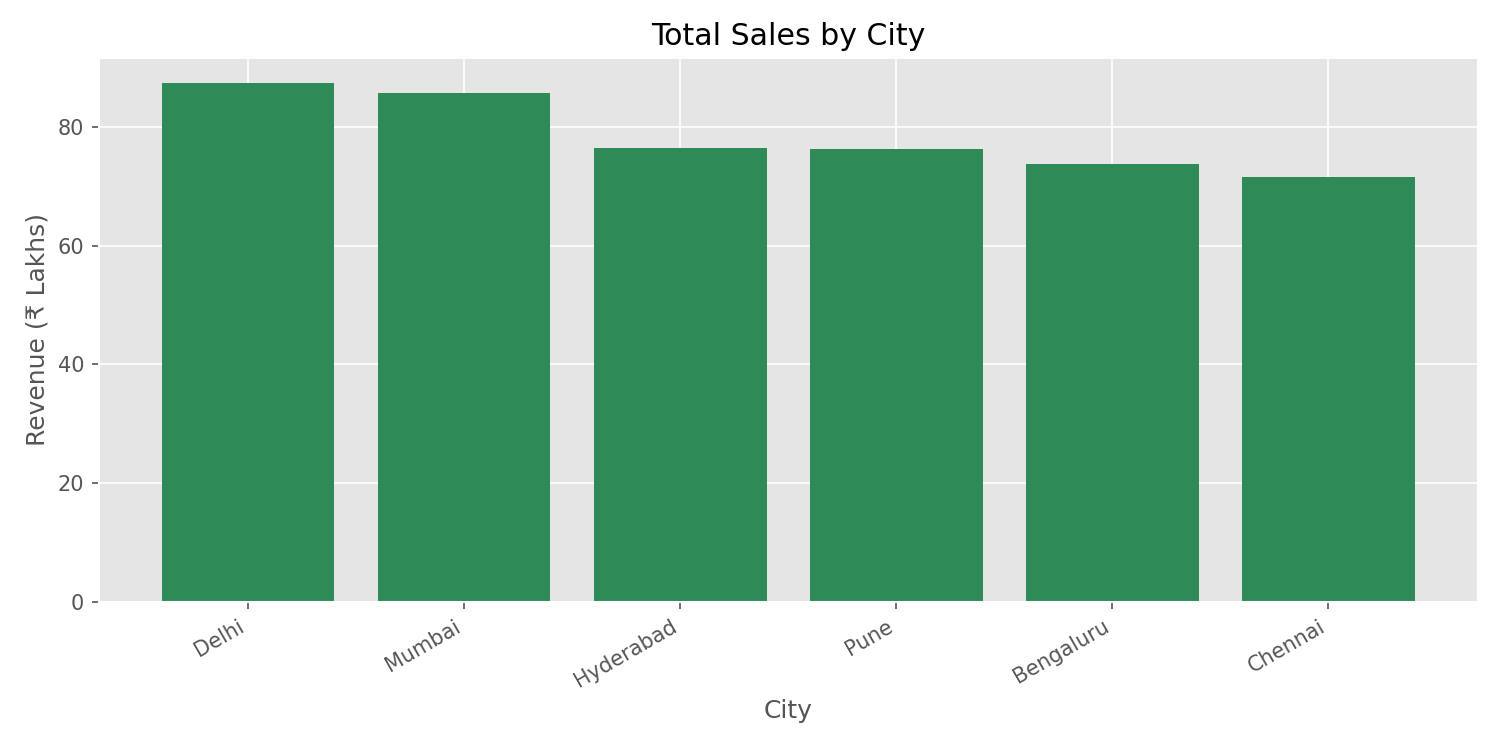 Total Sales by City
Revenue (₹ Lakhs)
80
60
40
20
0
Delhi
Mumbai
Hyderabad
Pune
Bengaluru
Chennai
City